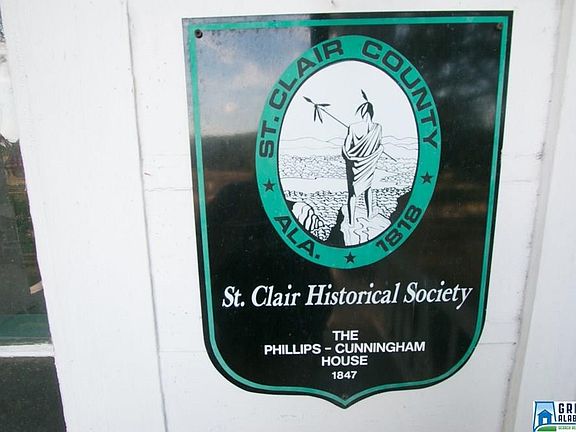 ST. CLAIR COUNTY
ALA. ★ 1818
St. Clair Historical Society
THE
PHILLIPS - CUNNINGHAM
HOUSE
1847